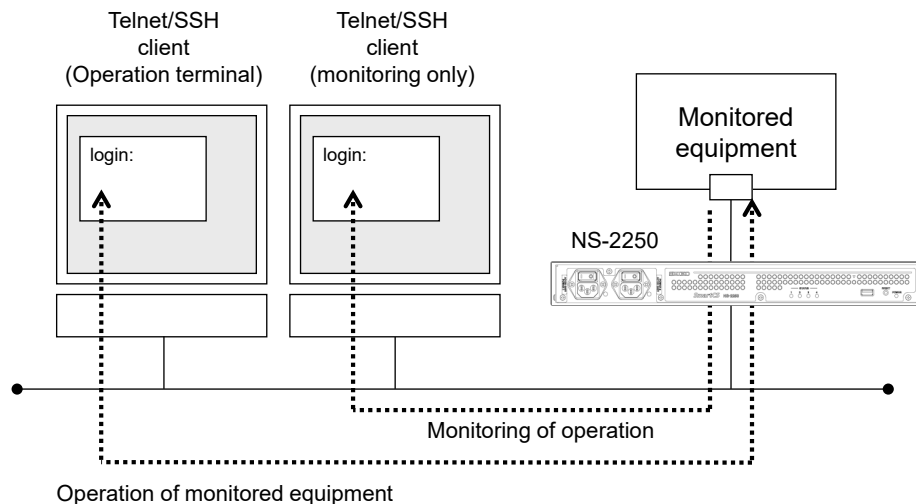 Telnet/SSH
client
(Operation terminal)
Telnet/SSH
client
(monitoring only)
login:
login:
Monitored
equipment
NS-2250
SmartCS
Monitoring of operation
Operation of monitored equipment